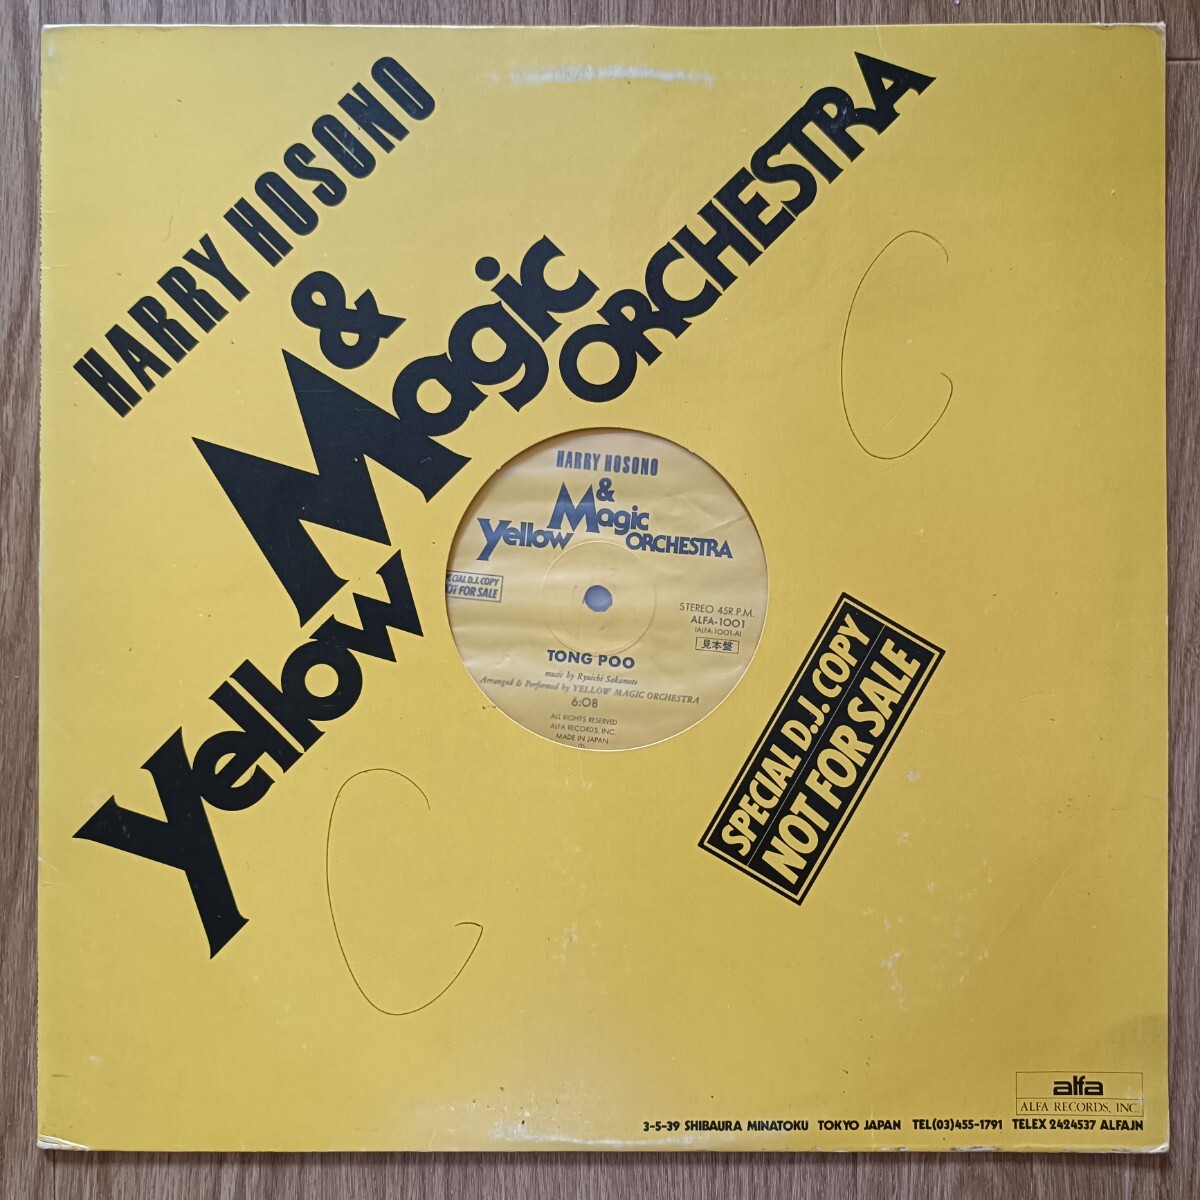 HARRY HOSONO
&
Yellow Magic ORCHESTRA
HARRY HOSONO
&
Yellow Magic ORCHESTRA
ECIAL D.J. COPY
OT FOR SALE
STEREO 45R.P.M.
ALFA-1001
(ALFA-1001-A)
見本盤
TONG POO
music by Ryuichi Sakamoto
Arranged & Performed by YELLOW MAGIC ORCHESTRA
6:08
ALL RIGHTS RESERVED
ALFA RECORDS, INC.
MADE IN JAPAN
SPECIAL D.J. COPY
NOT FOR SALE
C
C
alfa
ALFA RECORDS, INC.
3-5-39 SHIBAURA MINATOKU TOKYO JAPAN TEL(03)455-1791 TELEX 2424537 ALFAJN